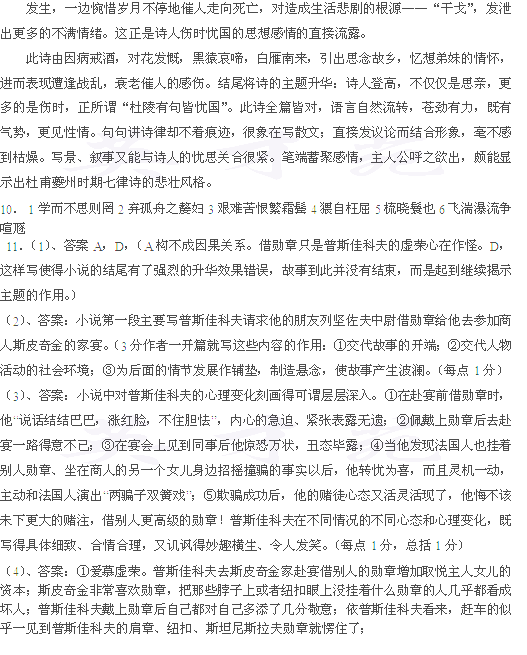 发生，一边惋惜岁月不停地催人走向死亡，对造成生活悲剧的根源——“干戈”，发泄
出更多的不满情绪。这正是诗人伤时忧国的思想感情的直接流露。
此诗由因病戒酒，对花发慨，黑猿哀啼，白雁南来，引出思念故乡，忆想弟妹的情怀，
进而表现遭逢战乱，衰老催人的感伤。结尾将诗的主题升华：诗人登高，不仅仅是思亲，更
多的是伤时，正所谓“杜陵有句皆忧国”。此诗全篇皆对，语言自然流转，苍劲有力，既有
气势，更见性情。句句讲诗律却不着痕迹，很象在写散文；直接发议论而结合形象，毫不感
到枯燥。写景、叙事又能与诗人的忧思关合很紧。笔端蓄聚感情，主人公呼之欲出，颇能显
示出杜甫夔州时期七律诗的悲壮风格。
10．1 学而不思则罔 2 弃孤舟之嫠妇 3 艰难苦恨繁霜鬓 4 猥自枉屈 5 梳晓鬟也 6 飞湍瀑流争
喧豗
11.（1）、答案 A，D，（A 构不成因果关系。借勋章只是普斯佳科夫的虚荣心在作怪。D，
这样写使得小说的结尾有了强烈的升华效果错误，故事到此并没有结束，而是起到继续揭示
主题的作用。）
（2）、答案：小说第一段主要写普斯佳科夫请求他的朋友列坚佐夫中尉借勋章给他去参加商
人斯皮奇金的家宴。（3 分作者一开篇就写这些内容的作用：①交代故事的开端；②交代人物
活动的社会环境；③为后面的情节发展作铺垫，制造悬念，使故事产生波澜。（每点 1 分）
（3）、答案：小说中对普斯佳科夫的心理变化刻画得可谓层层深入。①在赴宴前借勋章时，
他“说话结结巴巴，涨红脸，不住胆怯”，内心的急迫、紧张表露无遗；②佩戴上勋章后去赴
宴一路得意不已；③在宴会上见到同事后他惊恐万状，丑态毕露；④当他发现法国人也挂着
别人勋章、坐在商人的另一个女儿身边招摇撞骗的事实以后，他转忧为喜，而且灵机一动，
主动和法国人演出“两骗子双簧戏”；⑤欺骗成功后，他的赌徒心态又活灵活现了，他悔不该
未下更大的赌注，借别人更高级的勋章！普斯佳科夫在不同情况的不同心态和心理变化，既
写得具体细致、合情合理，又讥讽得妙趣横生、令人发笑。（每点 1 分，总括 1 分）
（4）、答案：①爱慕虚荣。普斯佳科夫去斯皮奇金家赴宴借别人的勋章增加取悦主人女儿的
资本；斯皮奇金非常喜欢勋章，把那些脖子上或者纽扣眼上没挂着什么勋章的人几乎都看成
坏人；普斯佳科夫戴上勋章后自己都对自己多添了几分敬意；依普斯佳科夫看来，赶车的似
乎一见到普斯佳科夫的肩章、纽扣、斯坦尼斯拉夫勋章就愣住了；